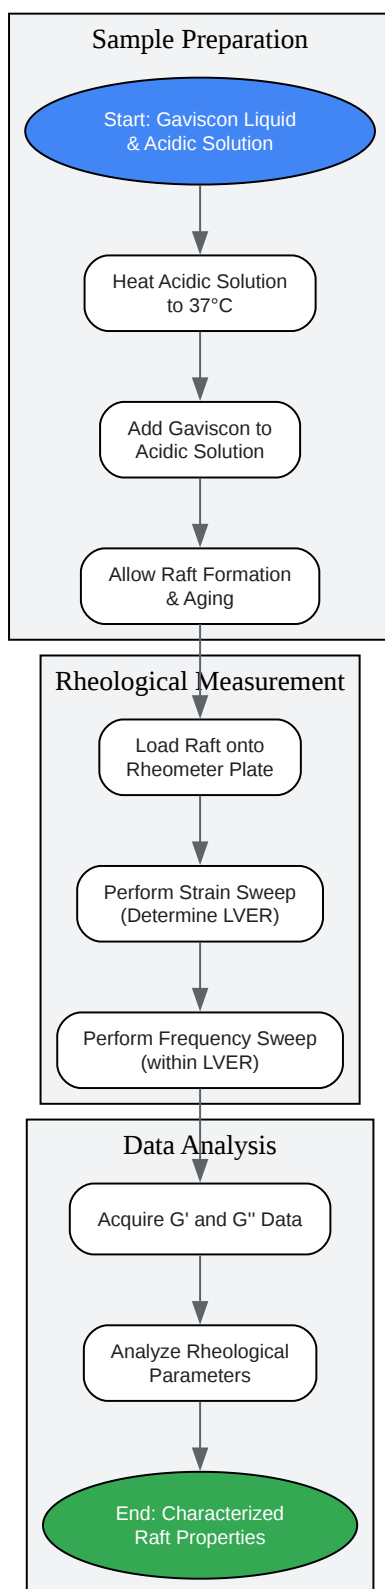 Sample Preparation
Start: Gaviscon Liquid
& Acidic Solution
Heat Acidic Solution
to 37°C
Add Gaviscon to
Acidic Solution
Allow Raft Formation
& Aging
Rheological Measurement
Load Raft onto
Rheometer Plate
Perform Strain Sweep
(Determine LVER)
Perform Frequency Sweep
(within LVER)
Data Analysis
Acquire G' and G" Data
Analyze Rheological
Parameters
End: Characterized
Raft Properties